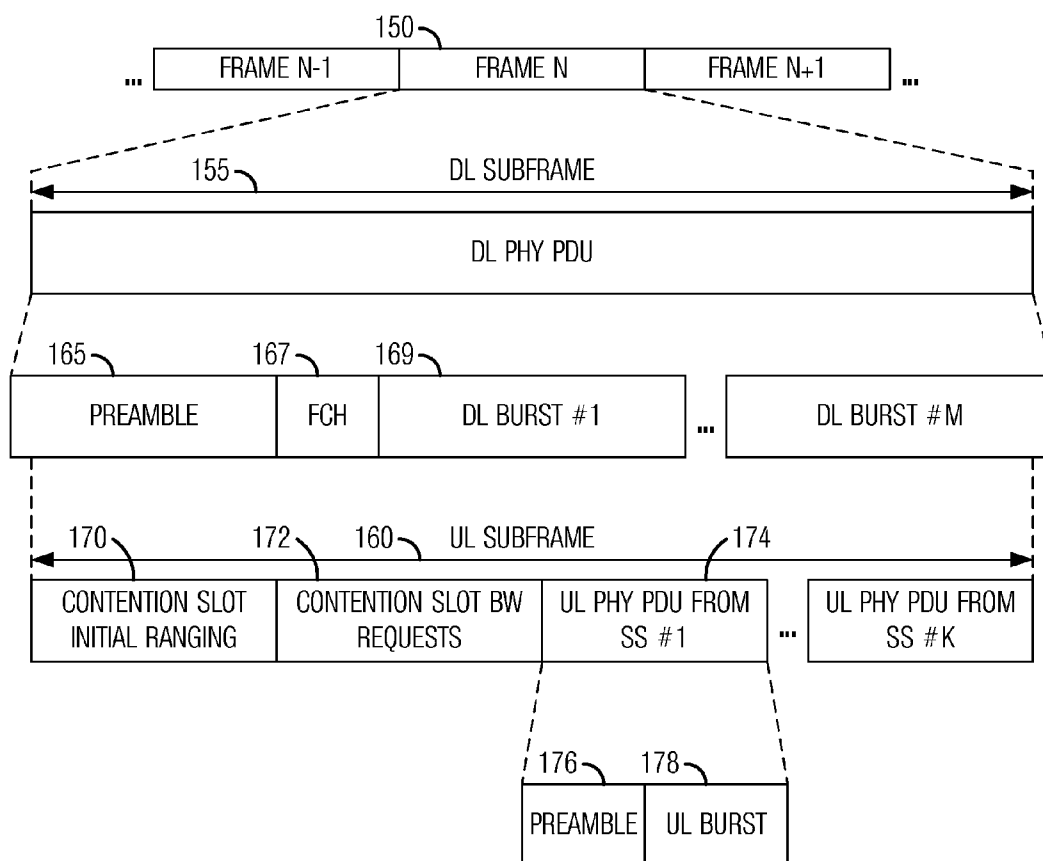 150
... FRAME N-1 FRAME N FRAME N+1 ...
155 DL SUBFRAME
DL PHY PDU
165 167 169
PREAMBLE FCH DL BURST #1 ... DL BURST #M
170 172 160 UL SUBFRAME 174
CONTENTION SLOT INITIAL RANGING
CONTENTION SLOT BW REQUESTS
UL PHY PDU FROM SS #1
...
UL PHY PDU FROM SS #K
176 178
PREAMBLE UL BURST